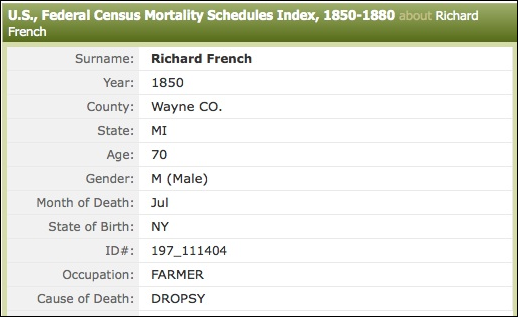 U.S., Federal Census Mortality Schedules Index, 1850-1880 about Richard
French
Surname: Richard French
Year: 1850
County: Wayne CO.
State: MI
Age: 70
Gender: M (Male)
Month of Death: Jul
State of Birth: NY
ID#: 197_111404
Occupation: FARMER
Cause of Death: DROPSY